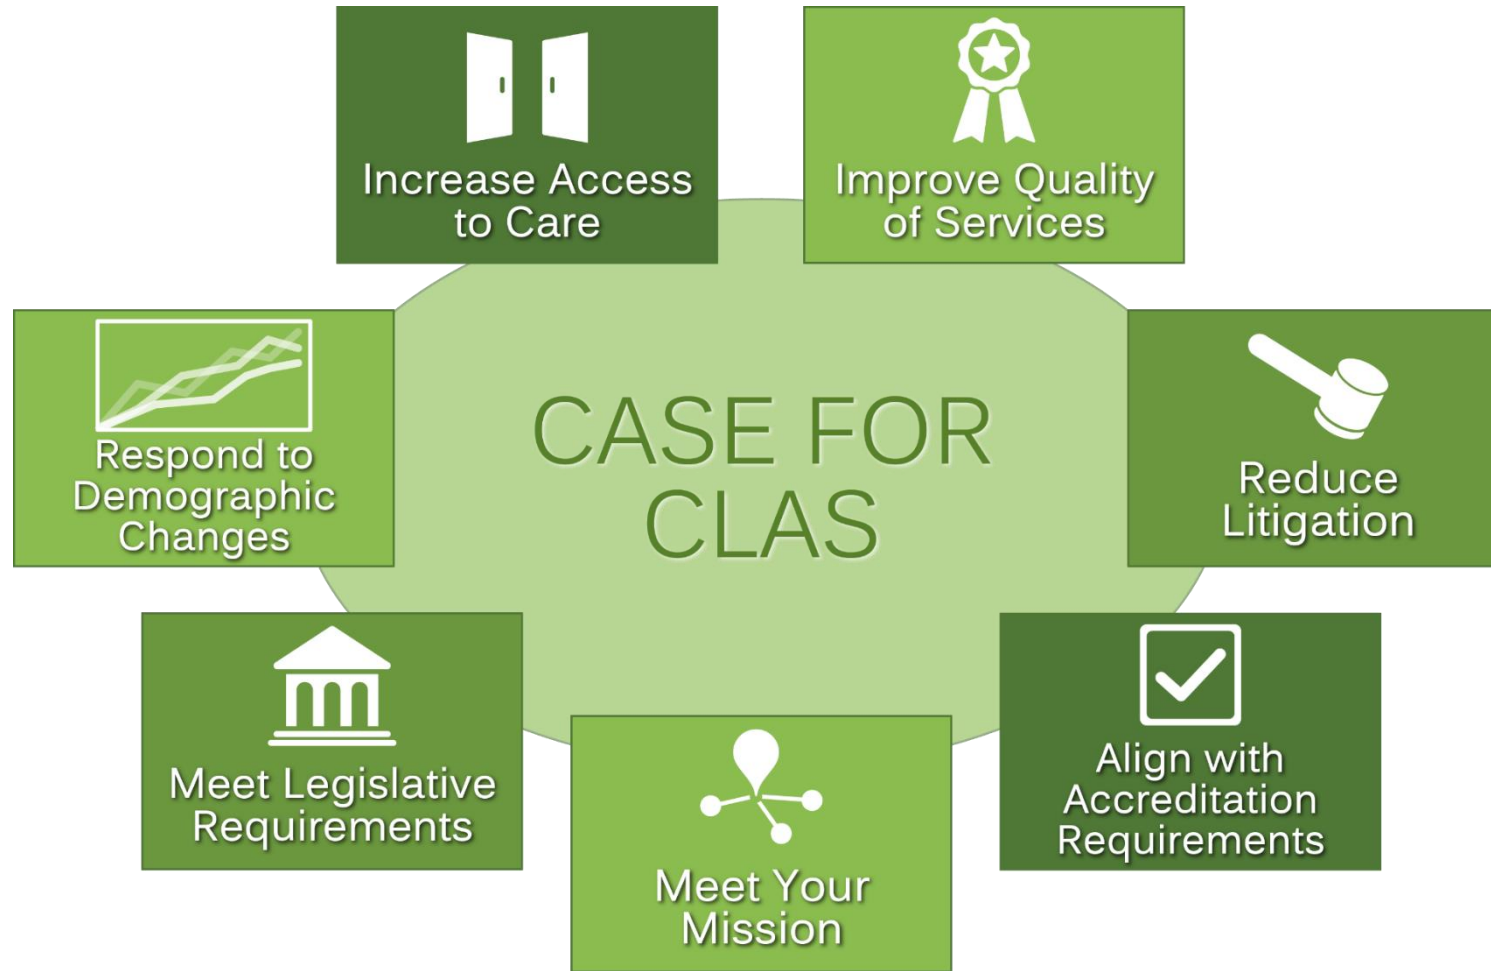 Increase Access
to Care
Improve Quality
of Services
Respond to
Demographic
Changes
CASE FOR
CLAS
Reduce
Litigation
Meet Legislative
Requirements
Meet Your
Mission
Align with
Accreditation
Requirements